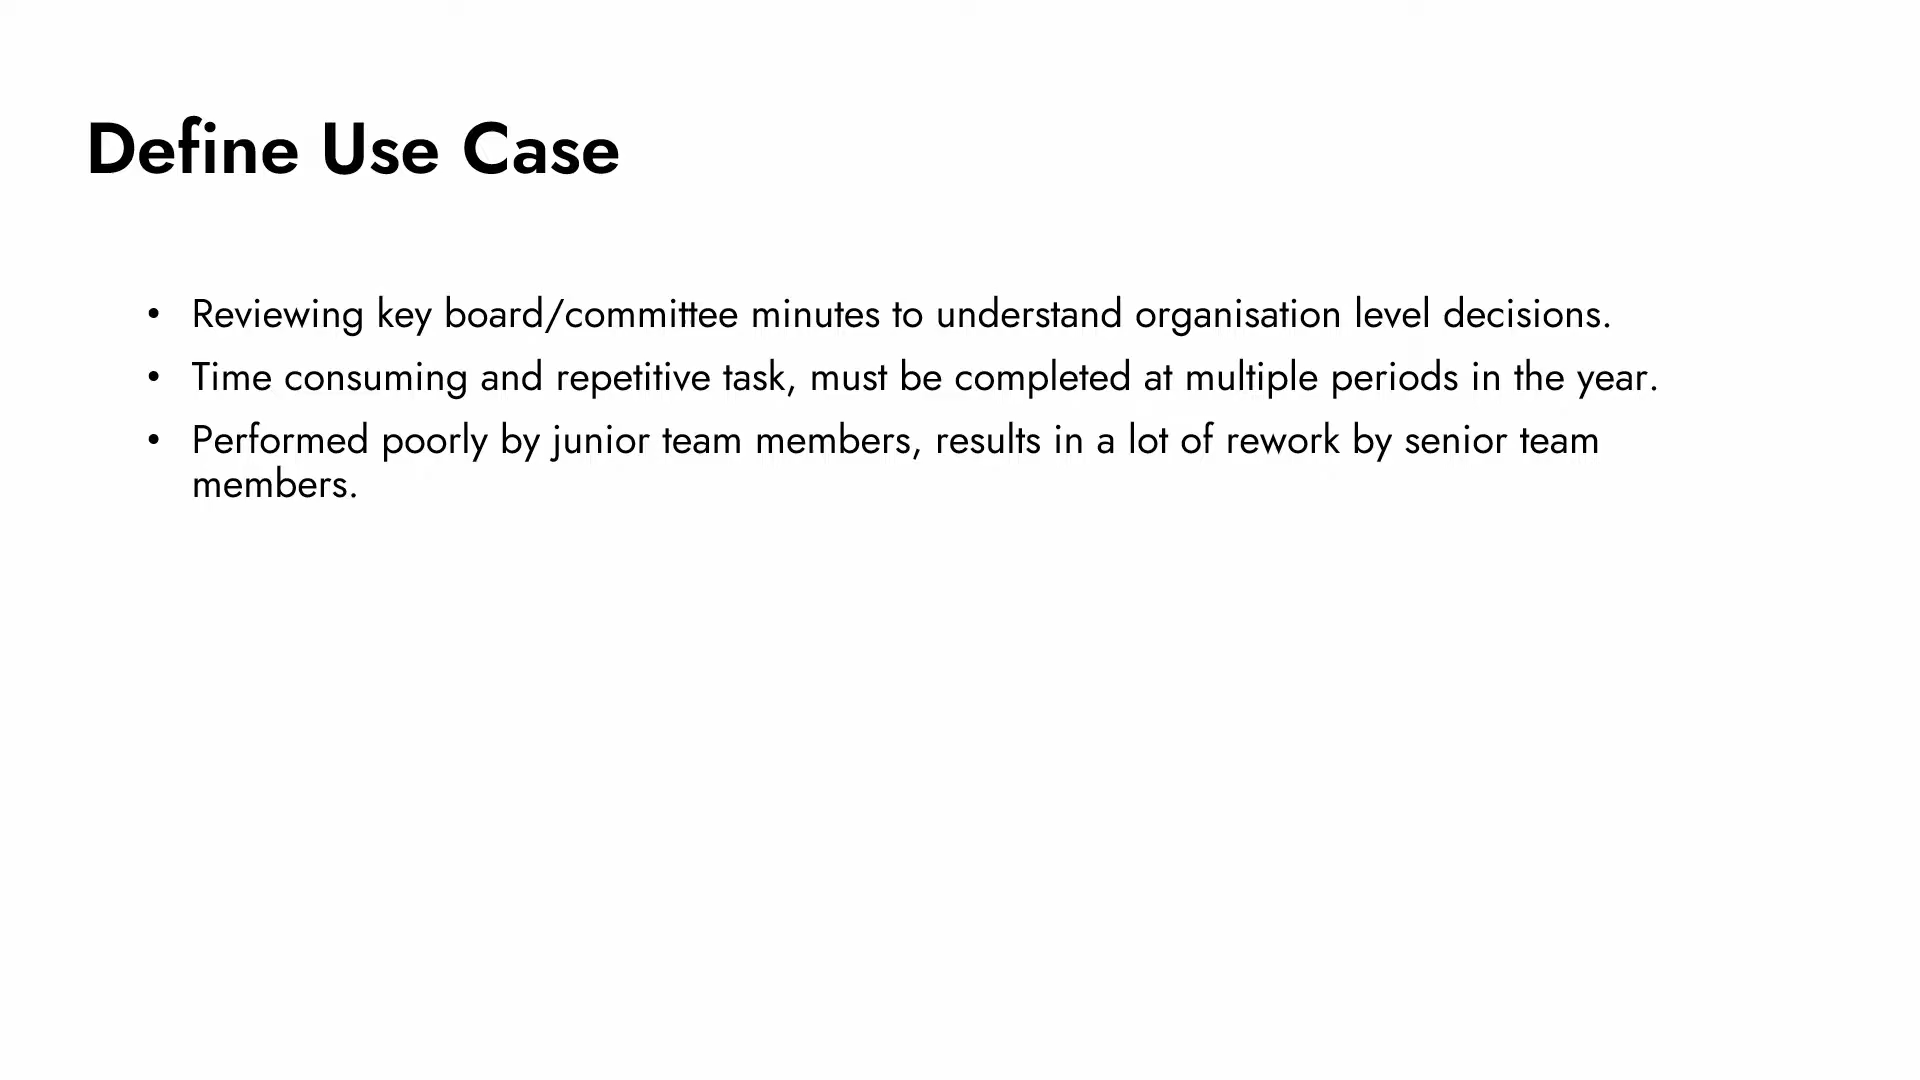 Define Use Case
• Reviewing key board/committee minutes to understand organisation level decisions.
• Time consuming and repetitive task, must be completed at multiple periods in the year.
• Performed poorly by junior team members, results in a lot of rework by senior team
members.